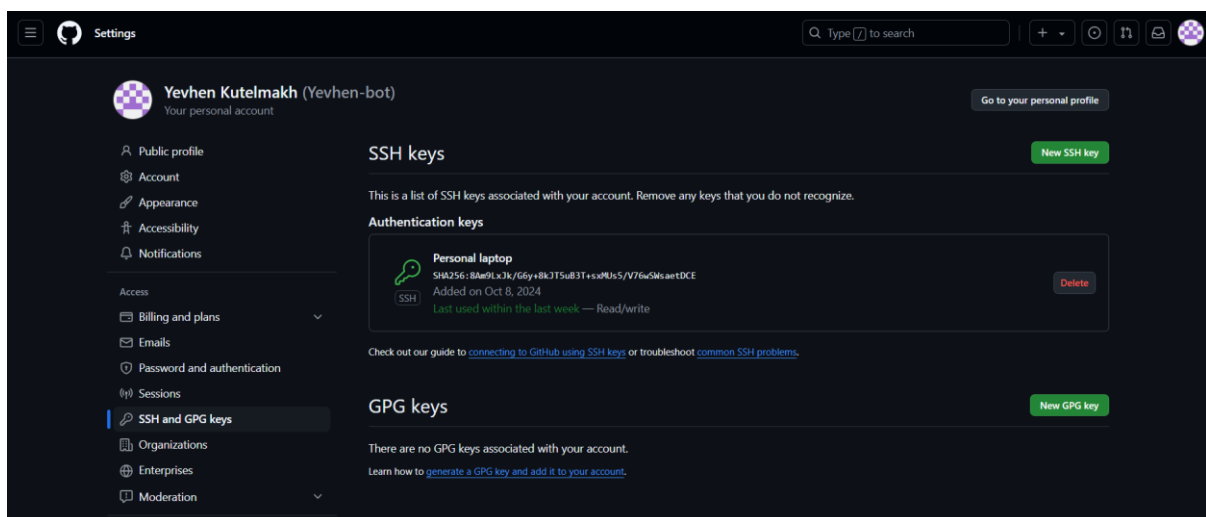 Settings
Type / to search
Yevhen Kutelmakh (Yevhen-bot)
Your personal account
Go to your personal profile
Public profile
Account
Appearance
Accessibility
Notifications
Access
Billing and plans
Emails
Password and authentication
Sessions
SSH and GPG keys
Organizations
Enterprises
Moderation
SSH keys
New SSH key
This is a list of SSH keys associated with your account. Remove any keys that you do not recognize.
Authentication keys
Personal laptop
SHA256:8Am9LxJk/G6y+8kJT5uB3T+sxMUs5/V76wSWsaetDCE
SSH
Added on Oct 8, 2024
Last used within the last week — Read/write
Delete
Check out our guide to connecting to GitHub using SSH keys or troubleshoot common SSH problems.
GPG keys
New GPG key
There are no GPG keys associated with your account.
Learn how to generate a GPG key and add it to your account.